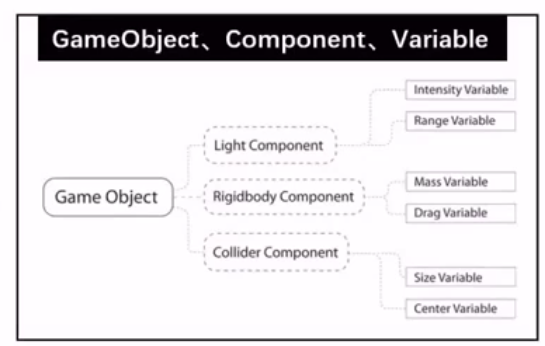 GameObject、Component、Variable
Intensity Variable
Range Variable
Light Component
Game Object
Rigidbody Component
Mass Variable
Drag Variable
Collider Component
Size Variable
Center Variable